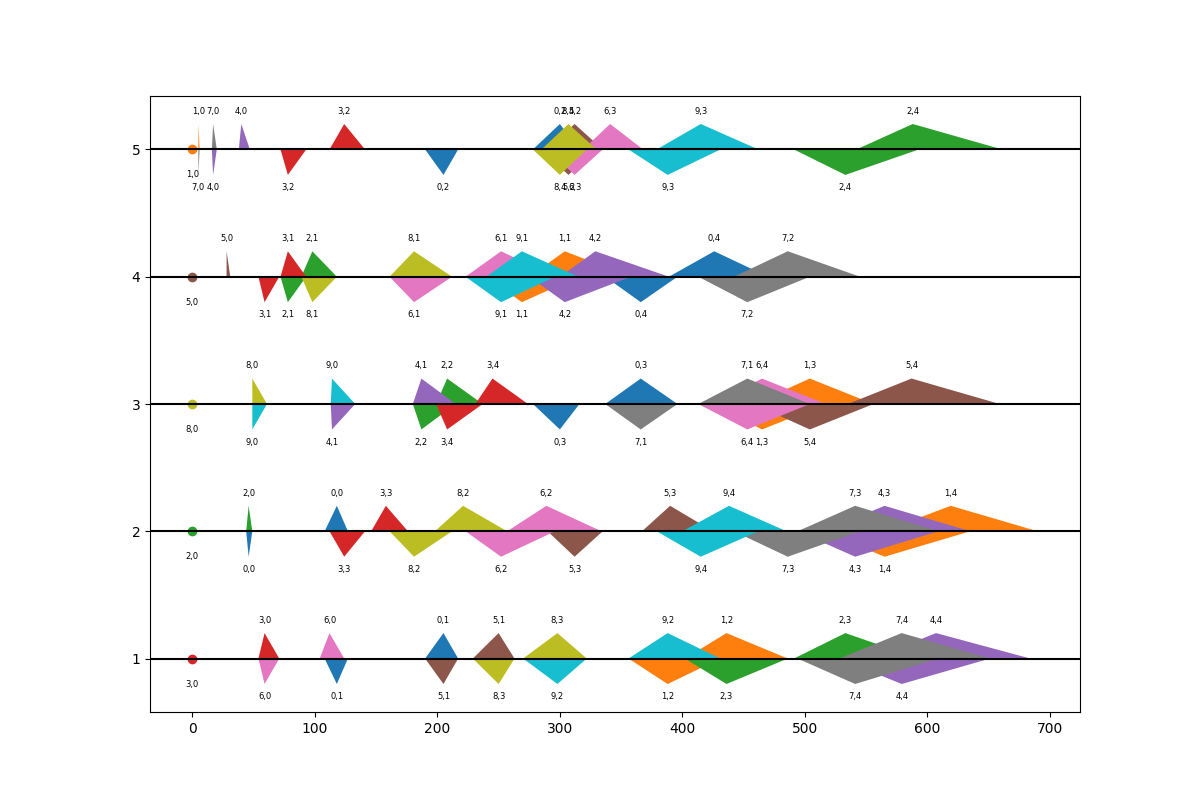 1,0 7,0 4,0 3,2 0,2 8,4 5,2 6,3 9,3 2,4
5
1,0
7,0 4,0 3,2 0,2 8,4 5,2 6,3 9,3 2,4
5,0 3,1 2,1 8,1 6,1 9,1 1,1 4,2 0,4 7,2
4
5,0
3,1 2,1 8,1 6,1 9,1 1,1 4,2 0,4 7,2
8,0 9,0 4,1 2,2 3,4 0,3 7,1 6,4 1,3 5,4
3
8,0
9,0 4,1 2,2 3,4 0,3 7,1 6,4 1,3 5,4
2,0 0,0 3,3 8,2 6,2 5,3 9,4 7,3 4,3 1,4
2
2,0
0,0 3,3 8,2 6,2 5,3 9,4 7,3 4,3 1,4
3,0 6,0 0,1 5,1 8,3 9,2 1,2 2,3 7,4 4,4
1
3,0
6,0 0,1 5,1 8,3 9,2 1,2 2,3 7,4 4,4
0 100 200 300 400 500 600 700